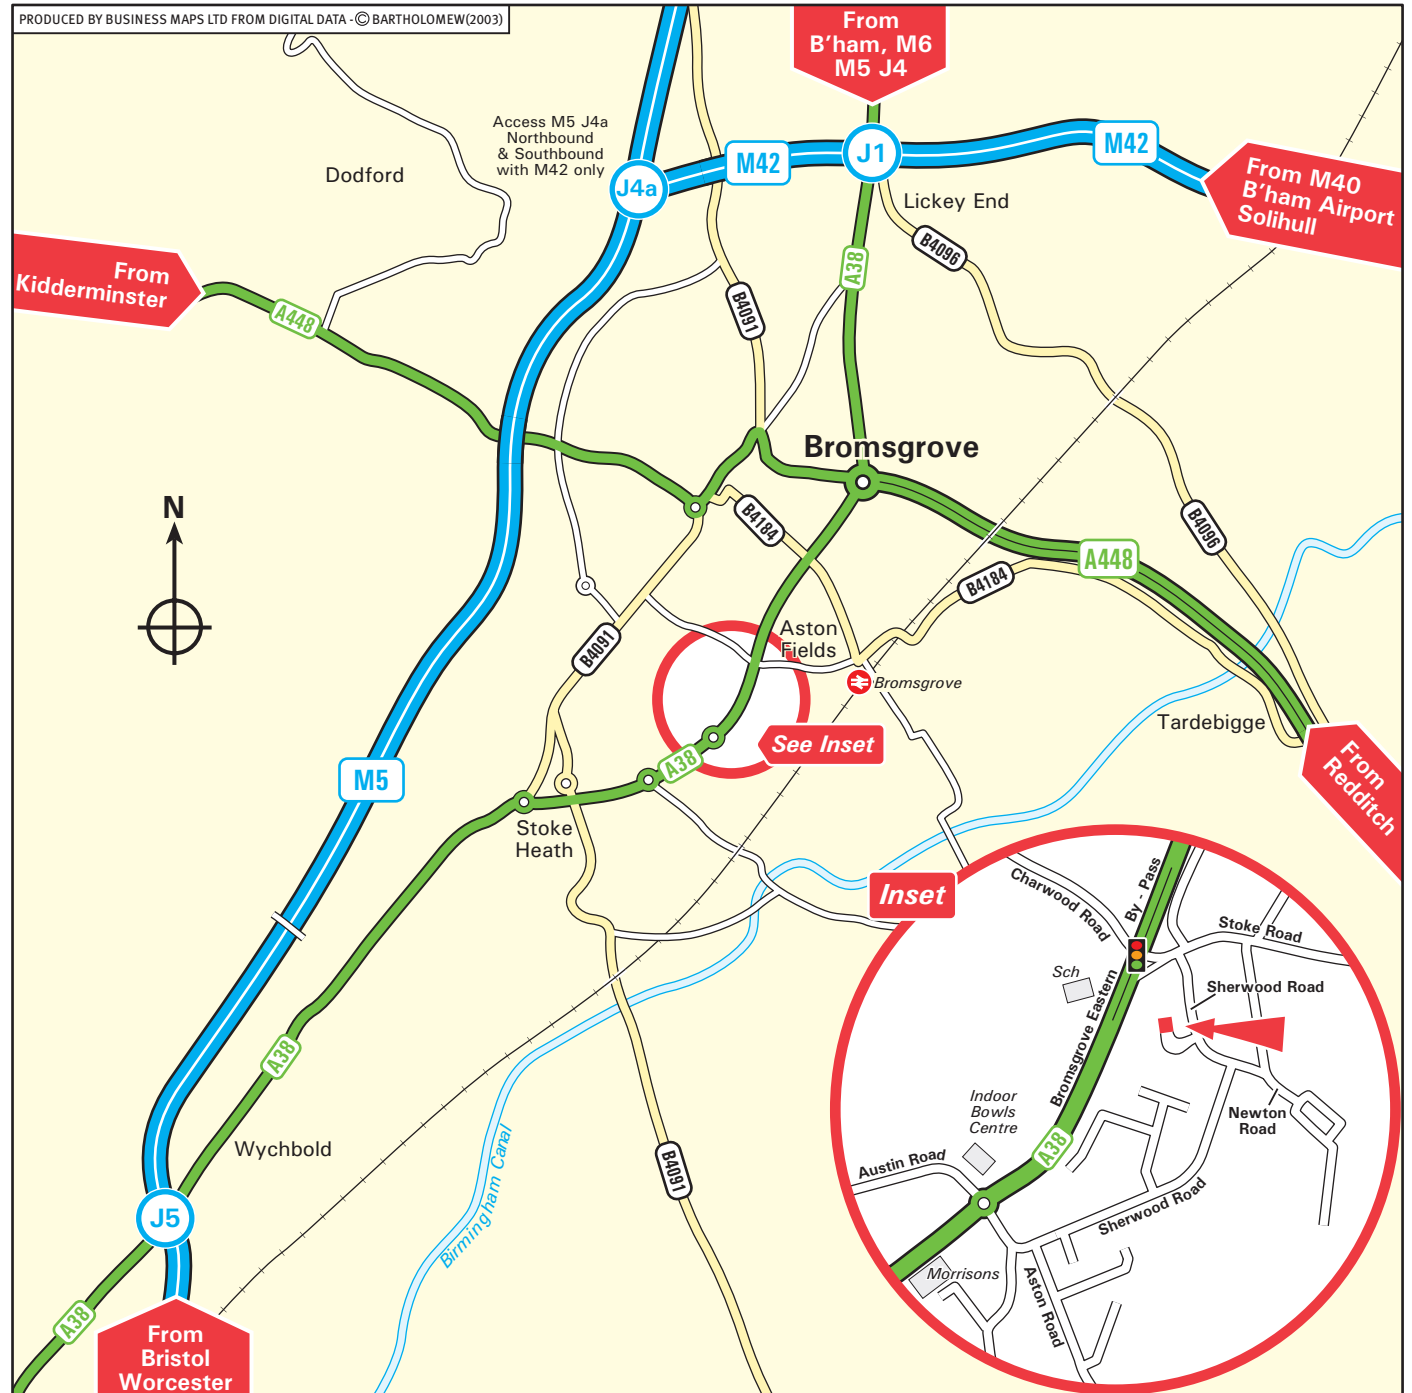 PRODUCED BY BUSINESS MAPS LTD FROM DIGITAL DATA - © BARTHOLOMEW(2003)
From
B'ham, M6
M5 J4
Access M5 J4a
Northbound
& Southbound
with M42 only
Dodford
J4a
M42
J1
M42
From M40
B'ham Airport
Solihull
Lickey End
B4096
A38
From
Kidderminster
A448
B4091
Bromsgrove
N
B4184
B4096
A448
B4184
B4091
Aston
Fields
Bromsgrove
Tardebigge
See Inset
A38
M5
From
Redditch
Stoke
Heath
Inset
A38
Wychbold
J5
Birmingham Canal
B4091
A38
From
Bristol
Worcester
Charwood Road
By - Pass
Stoke Road
Sch
Sherwood Road
Bromsgrove Eastern
Indoor
Bowls
Centre
Newton
Road
A38
Austin Road
Sherwood Road
Morrisons
Aston Road